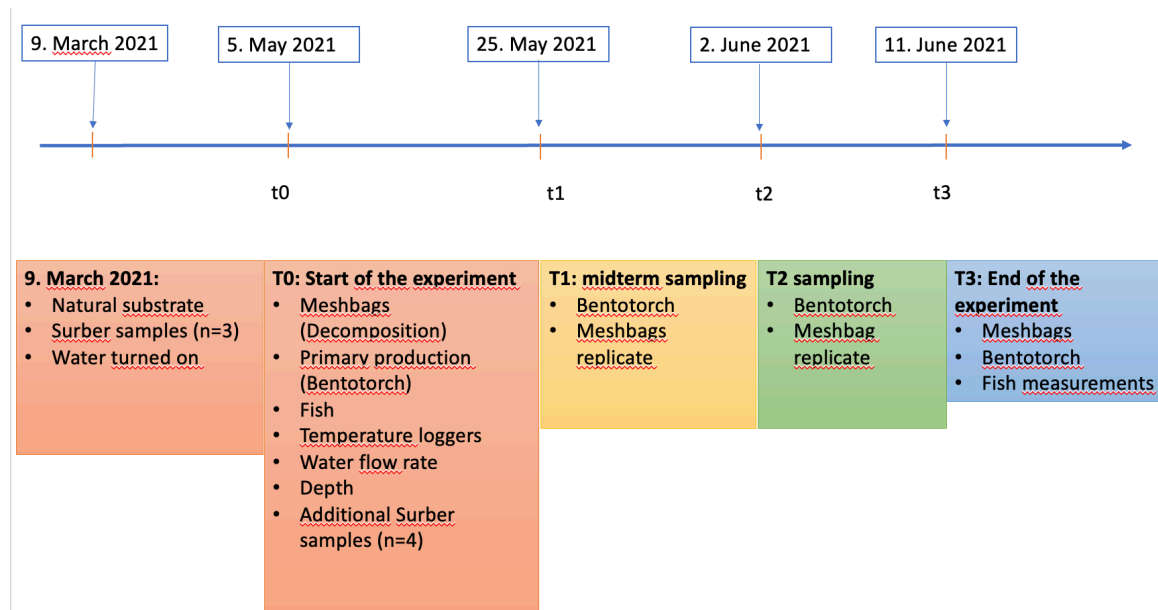 9. March 2021
5. May 2021
25. May 2021
2. June 2021
11. June 2021
t0
t1
t2
t3
9. March 2021:
• Natural substrate
• Surber samples (n=3)
• Water turned on
T0: Start of the experiment
• Meshbags
(Decomposition)
• Primary production
(Bentotorch)
• Fish
• Temperature loggers
• Water flow rate
• Depth
• Additional Surber
samples (n=4)
T1: midterm sampling
• Bentotorch
• Meshbags
replicate
T2 sampling
• Bentotorch
• Meshbag
replicate
T3: End of the
experiment
• Meshbags
• Bentotorch
• Fish measurements